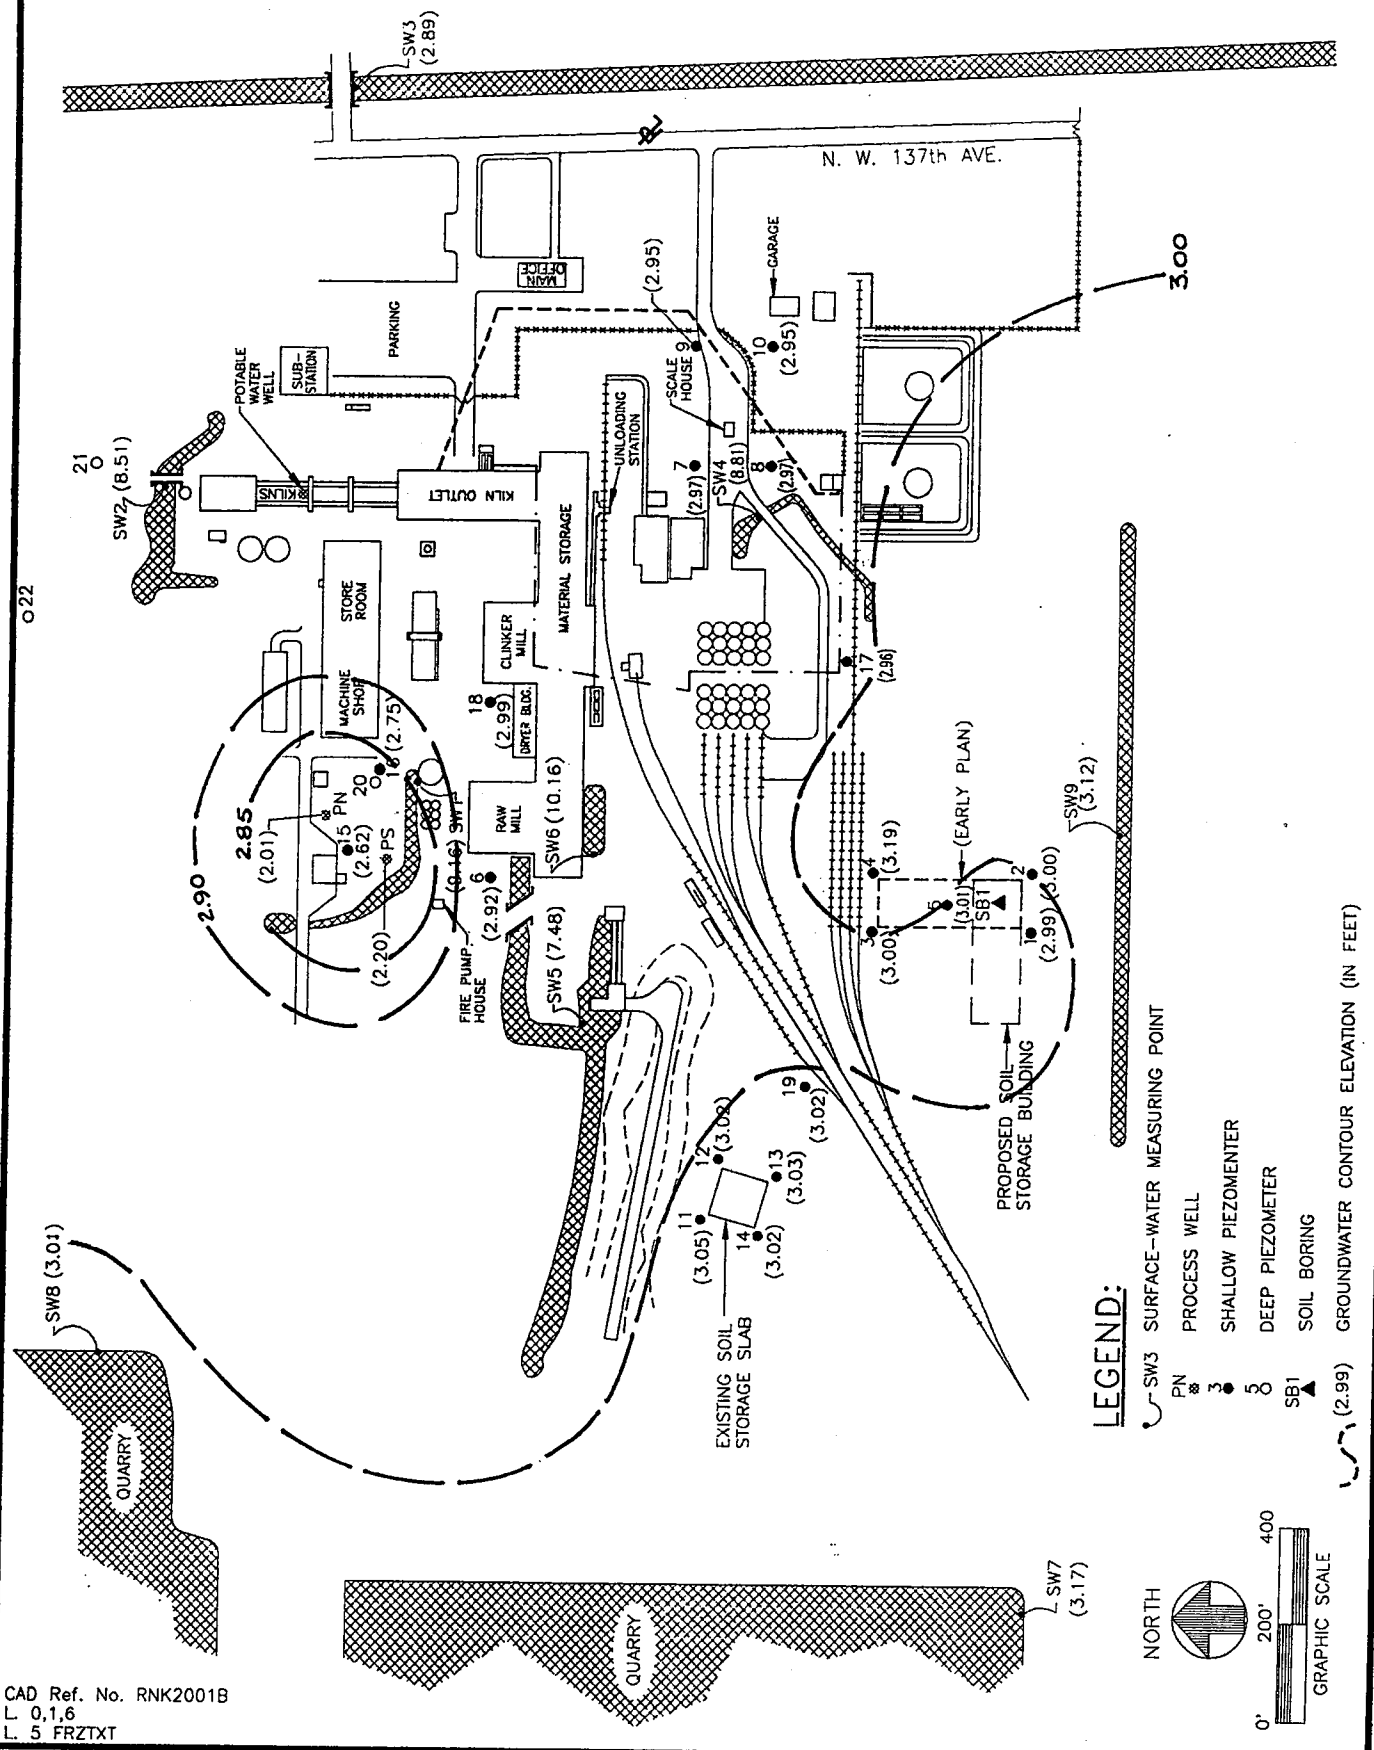 SW3
(2.89)
N. W. 137th AVE.
3.00
GARAGE
MAIN
OFFICE
(2.95)
9
10
(2.95)
PARKING
SUB-
STATION
POTABLE
WATER
WELL
SCALE
HOUSE
UNLOADING
STATION
21
SW2 (8.51)
KILNS
KILN OUTLET
7
(2.97)
SW4
(8.81)
8
(2.97)
22
STORE
ROOM
MACHINE
SHOP
MATERIAL STORAGE
CLINKER
MILL
DRYER BLDG.
18
(2.99)
17
(2.96)
16 (2.75)
20
PN
(2.01)
15
(2.62)
PS
(2.20)
2.85
2.90
SW1
(9.16)
RAW
MILL
6
(2.92)
SW6 (10.16)
FIRE PUMP
HOUSE
SW5 (7.48)
(EARLY PLAN)
4
(3.19)
3
(3.00)
5
(3.01)
SB1
2
(3.00)
1
(2.99)
SW9
(3.12)
PROPOSED SOIL
STORAGE BUILDING
19
(3.02)
12
(3.02)
13
(3.03)
11
(3.05)
14
(3.02)
EXISTING SOIL
STORAGE SLAB
SW8 (3.01)
QUARRY
QUARRY
SW7
(3.17)
LEGEND:
SW3 SURFACE-WATER MEASURING POINT
PN PROCESS WELL
3 SHALLOW PIEZOMENTER
5 DEEP PIEZOMETER
SB1 SOIL BORING
(2.99) GROUNDWATER CONTOUR ELEVATION (IN FEET)
NORTH
0' 200' 400
GRAPHIC SCALE
CAD Ref. No. RNK2001B
L. 0,1,6
L. 5 FRZTXT